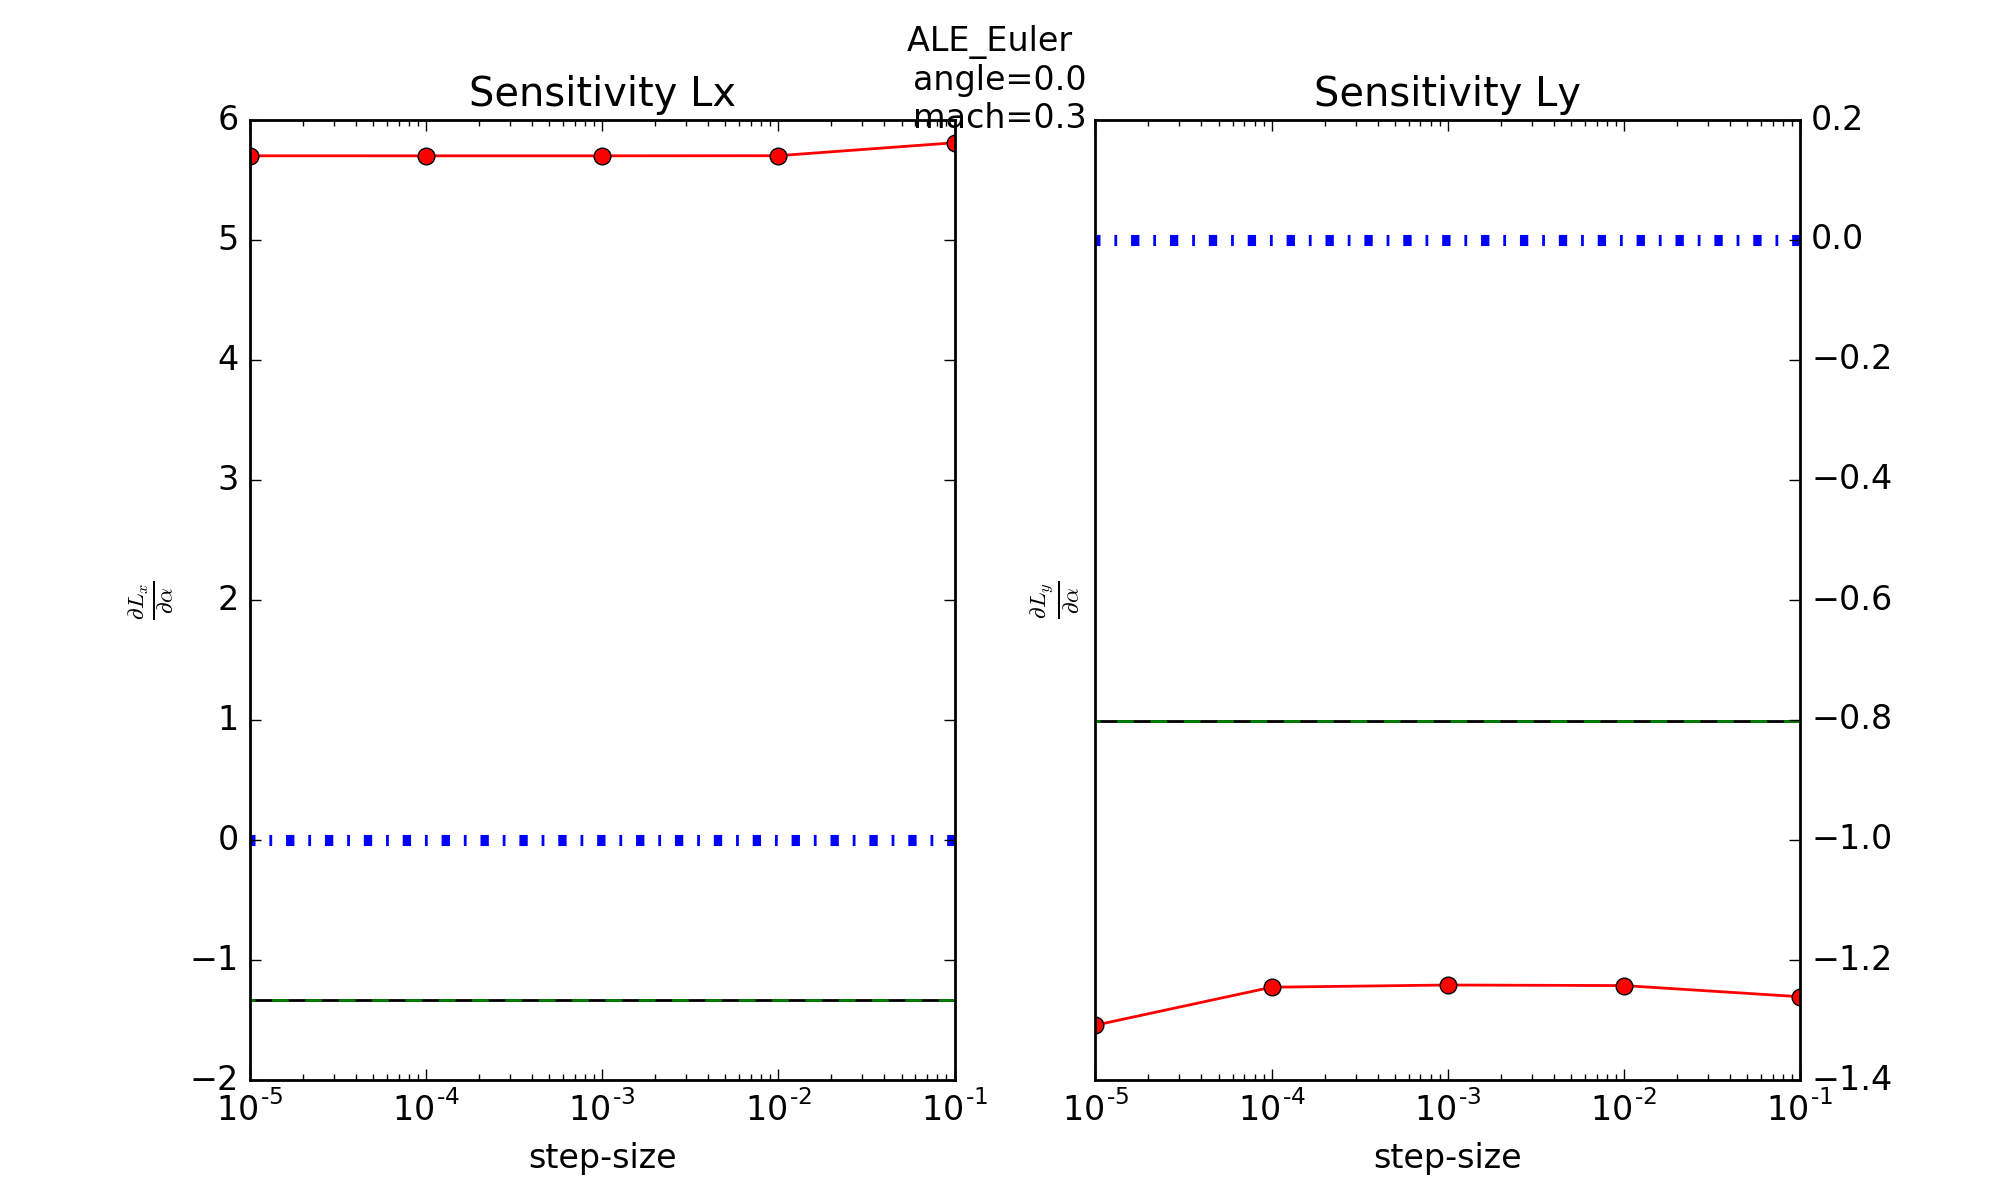 ALE_Euler
angle=0.0
mach=0.3
Sensitivity Lx
6
5
4
3
2
1
0
−1
−2
∂Lₓ/∂α
10⁻⁵ 10⁻⁴ 10⁻³ 10⁻² 10⁻¹
step-size
Sensitivity Ly
∂L_y/∂α
0.2
0.0
−0.2
−0.4
−0.6
−0.8
−1.0
−1.2
−1.4
10⁻⁵ 10⁻⁴ 10⁻³ 10⁻² 10⁻¹
step-size